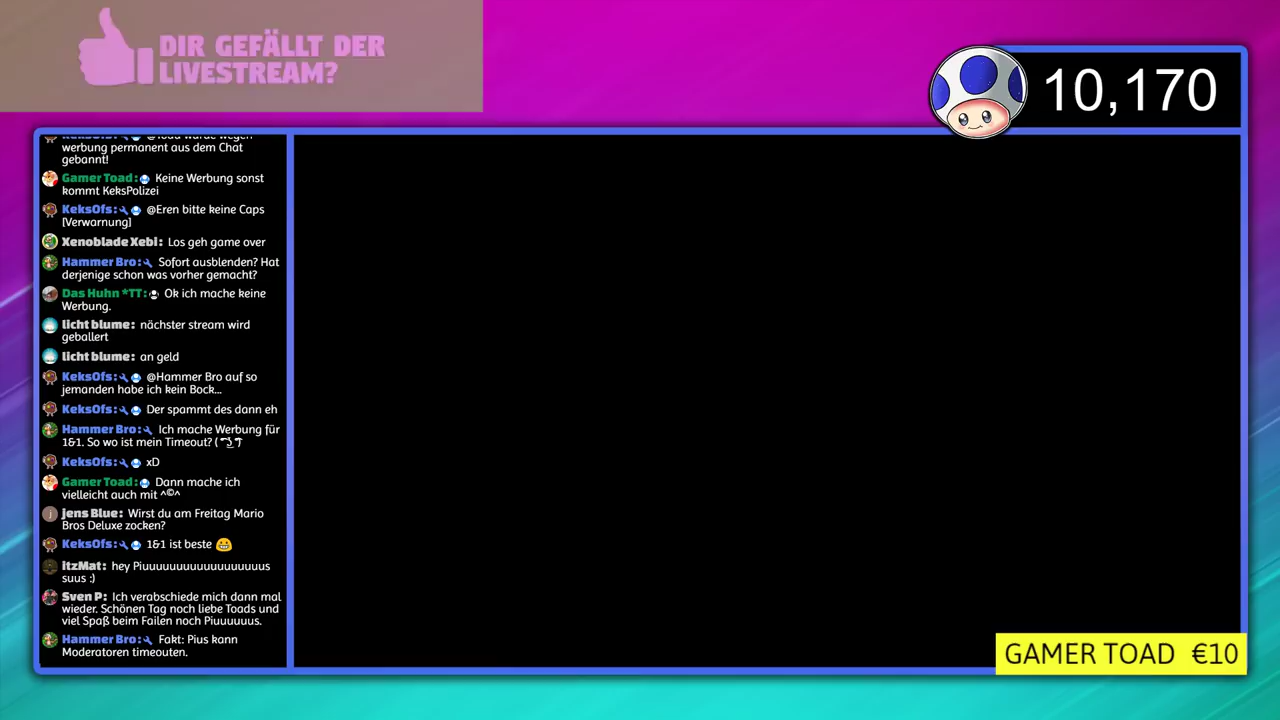 DIR GEFÄLLT DER
LIVESTREAM?
10,170
werbung permanent aus dem Chat
gebannt!
Gamer Toad: Keine Werbung sonst
kommt KeksPolizei
KeksOfs: @Eren bitte keine Caps
[Verwarnung]
Xenoblade Xebi: Los geh game over
Hammer Bro: Sofort ausblenden? Hat
derjenige schon was vorher gemacht?
Das Huhn *TT: Ok ich mache keine
Werbung.
licht blume: nächster stream wird
geballert
licht blume: an geld
KeksOfs: @Hammer Bro auf so
jemanden habe ich kein Bock...
KeksOfs: Der spammt des dann eh
Hammer Bro: Ich mache Werbung für
1&1. So wo ist mein Timeout? ( ͡° ͜ʖ ͡°)
KeksOfs: xD
Gamer Toad: Dann mache ich
vielleicht auch mit ^©^
jens Blue: Wirst du am Freitag Mario
Bros Deluxe zocken?
KeksOfs: 1&1 ist beste 😀
itzMat: hey Piuuuuuuuuuuuuuuuuuus
suus :)
Sven P: Ich verabschiede mich dann mal
wieder. Schönen Tag noch liebe Toads und
viel Spaß beim Failen noch Piuuuuuus.
Hammer Bro: Fakt: Pius kann
Moderatoren timeouten.
GAMER TOAD €10